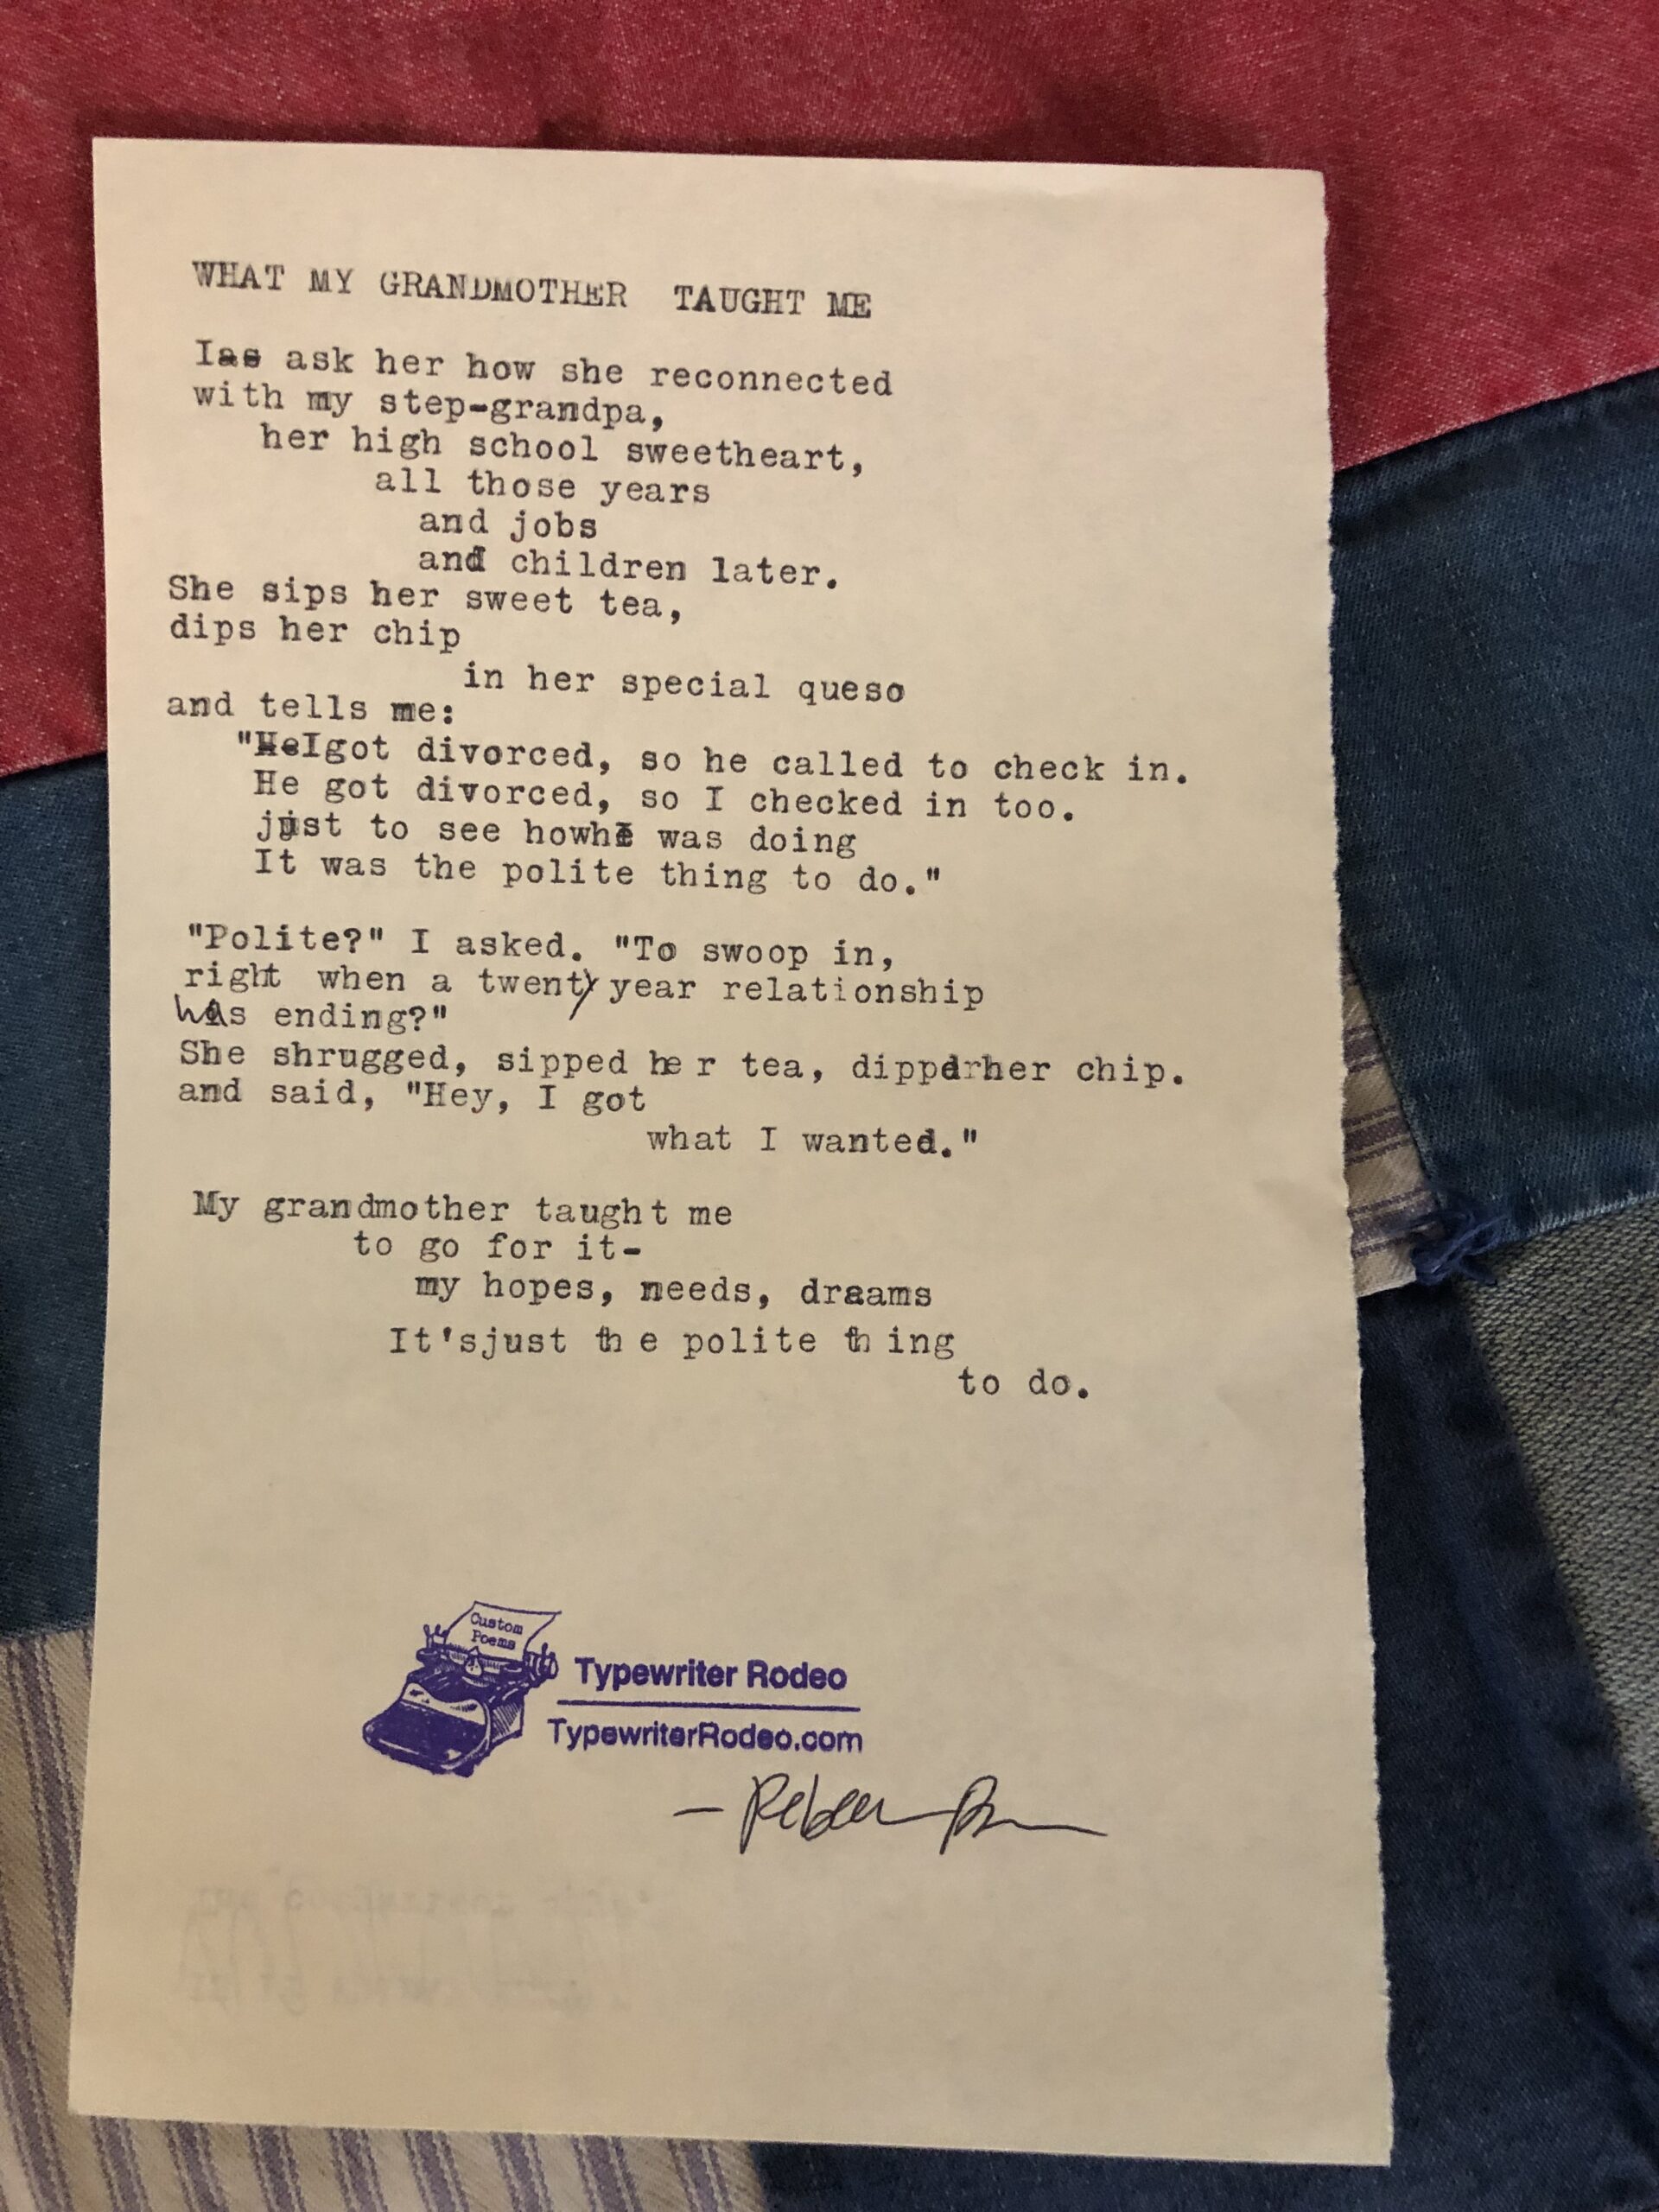 WHAT MY GRANDMOTHER TAUGHT ME
I ask her how she reconnected
with my step-grandpa,
her high school sweetheart,
all those years
and jobs
and children later.
She sips her sweet tea,
dips her chip
in her special queso
and tells me:
"I got divorced, so he called to check in.
He got divorced, so I checked in too.
just to see how he was doing
It was the polite thing to do."
"Polite?" I asked. "To swoop in,
right when a twenty year relationship
was ending?"
She shrugged, sipped her tea, dipped her chip.
and said, "Hey, I got
what I wanted."
My grandmother taught me
to go for it-
my hopes, needs, draams
It'sjust the polite thing
to do.
Custom
Poems
Typewriter Rodeo
TypewriterRodeo.com